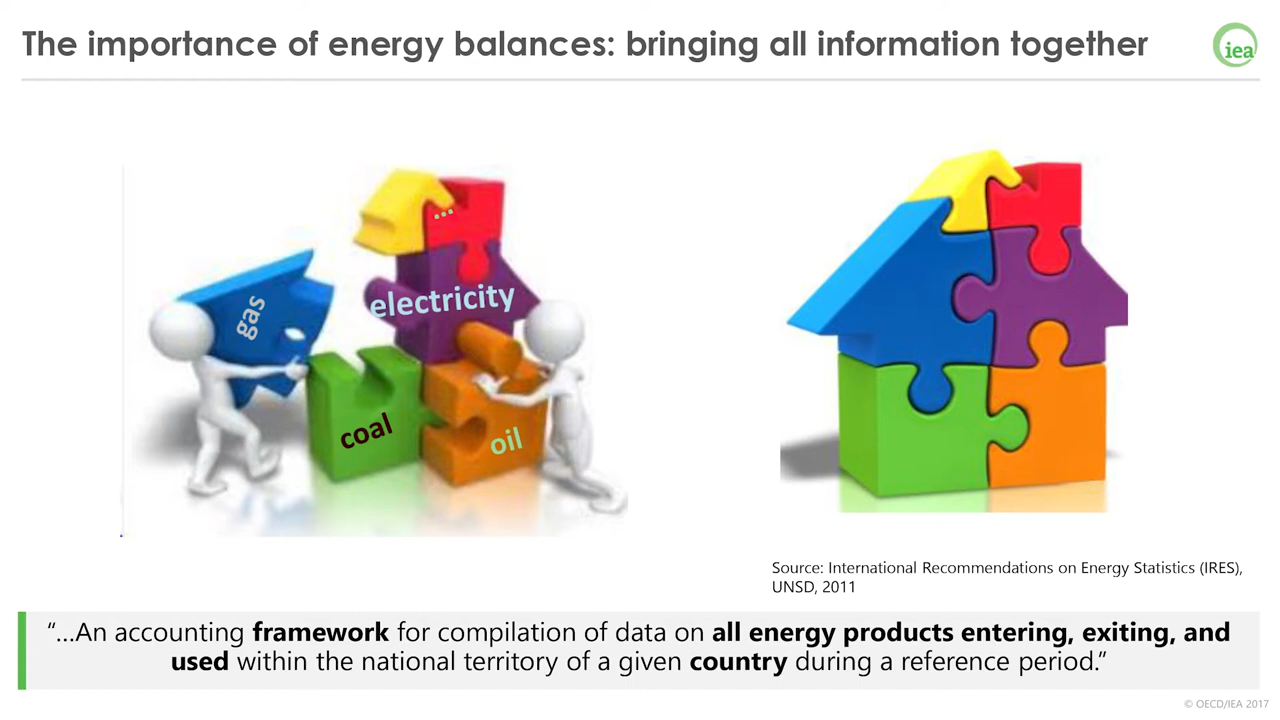 The importance of energy balances: bringing all information together
iea
...
gas
electricity
coal
oil
Source: International Recommendations on Energy Statistics (IRES),
UNSD, 2011
“…An accounting framework for compilation of data on all energy products entering, exiting, and
used within the national territory of a given country during a reference period.”
© OECD/IEA 2017